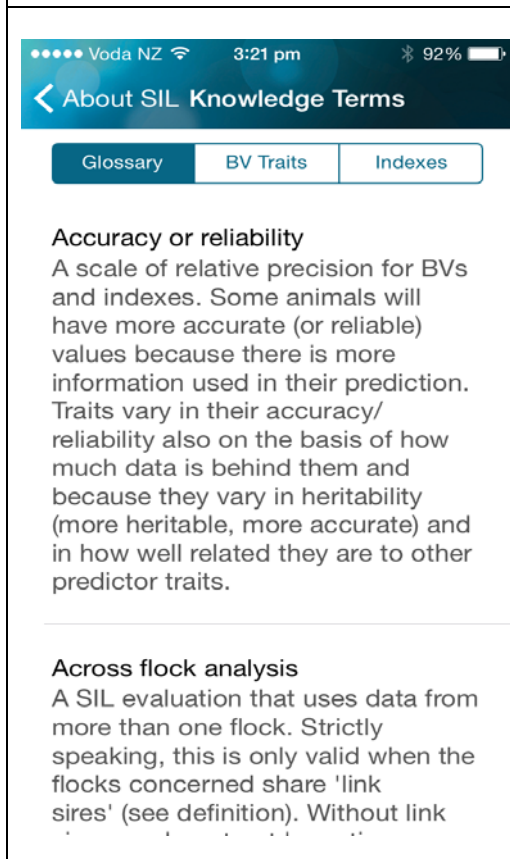 Voda NZ 3:21 pm 92%
About SIL Knowledge Terms
Glossary BV Traits Indexes
Accuracy or reliability
A scale of relative precision for BVs
and indexes. Some animals will
have more accurate (or reliable)
values because there is more
information used in their prediction.
Traits vary in their accuracy/
reliability also on the basis of how
much data is behind them and
because they vary in heritability
(more heritable, more accurate) and
in how well related they are to other
predictor traits.
Across flock analysis
A SIL evaluation that uses data from
more than one flock. Strictly
speaking, this is only valid when the
flocks concerned share 'link
sires' (see definition). Without link